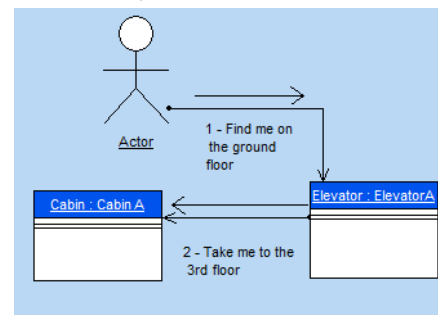 Actor
1 - Find me on
the ground
floor
Cabin : Cabin A
Elevator : ElevatorA
2 - Take me to the
3rd floor